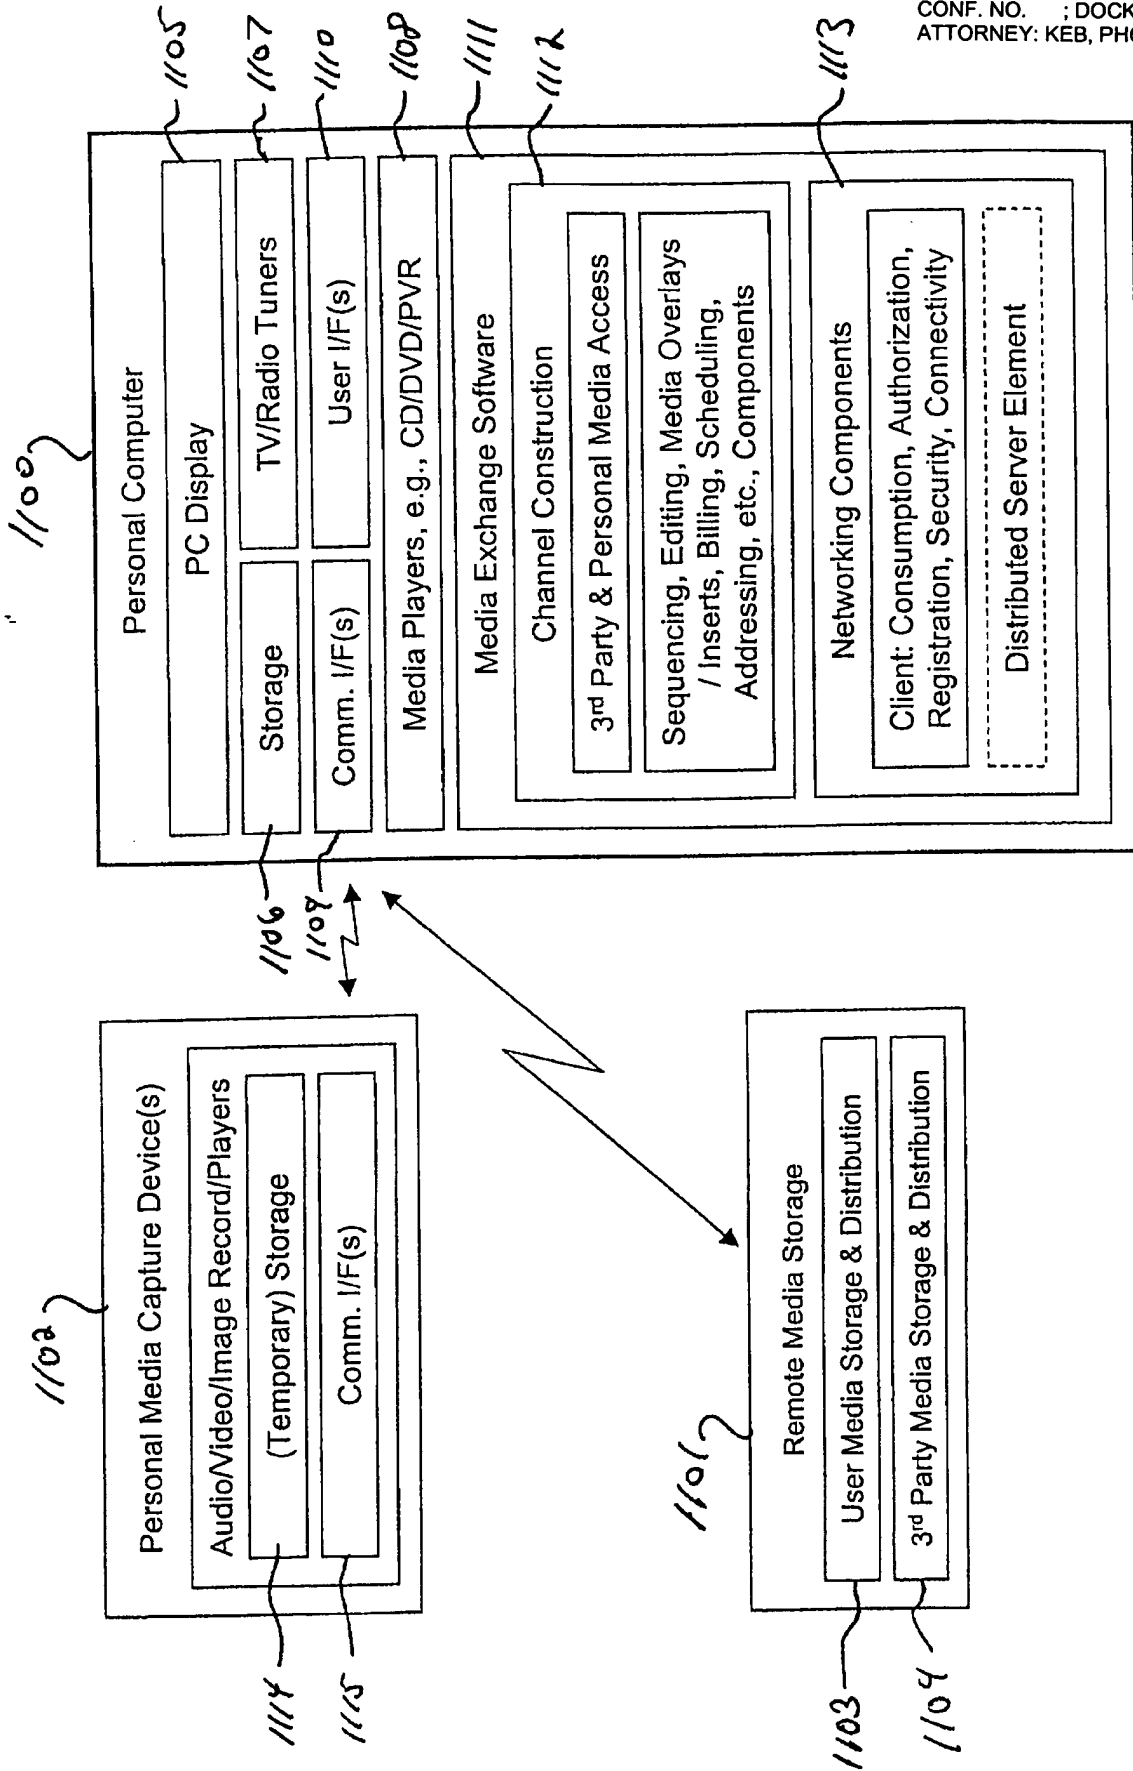 CONF. NO. ; DOCK
ATTORNEY: KEB, PH
1100
Personal Computer
PC Display
1105
Storage
TV/Radio Tuners
1107
1106
Comm. I/F(s)
User I/F(s)
1110
1109
Media Players, e.g., CD/DVD/PVR
1108
Media Exchange Software
1111
Channel Construction
1112
3rd Party & Personal Media Access
Sequencing, Editing, Media Overlays
/ Inserts, Billing, Scheduling,
Addressing, etc., Components
Networking Components
1113
Client: Consumption, Authorization,
Registration, Security, Connectivity
Distributed Server Element
1102
Personal Media Capture Device(s)
Audio/Video/Image Record/Players
(Temporary) Storage
1114
Comm. I/F(s)
1115
1101
Remote Media Storage
User Media Storage & Distribution
1103
3rd Party Media Storage & Distribution
1104